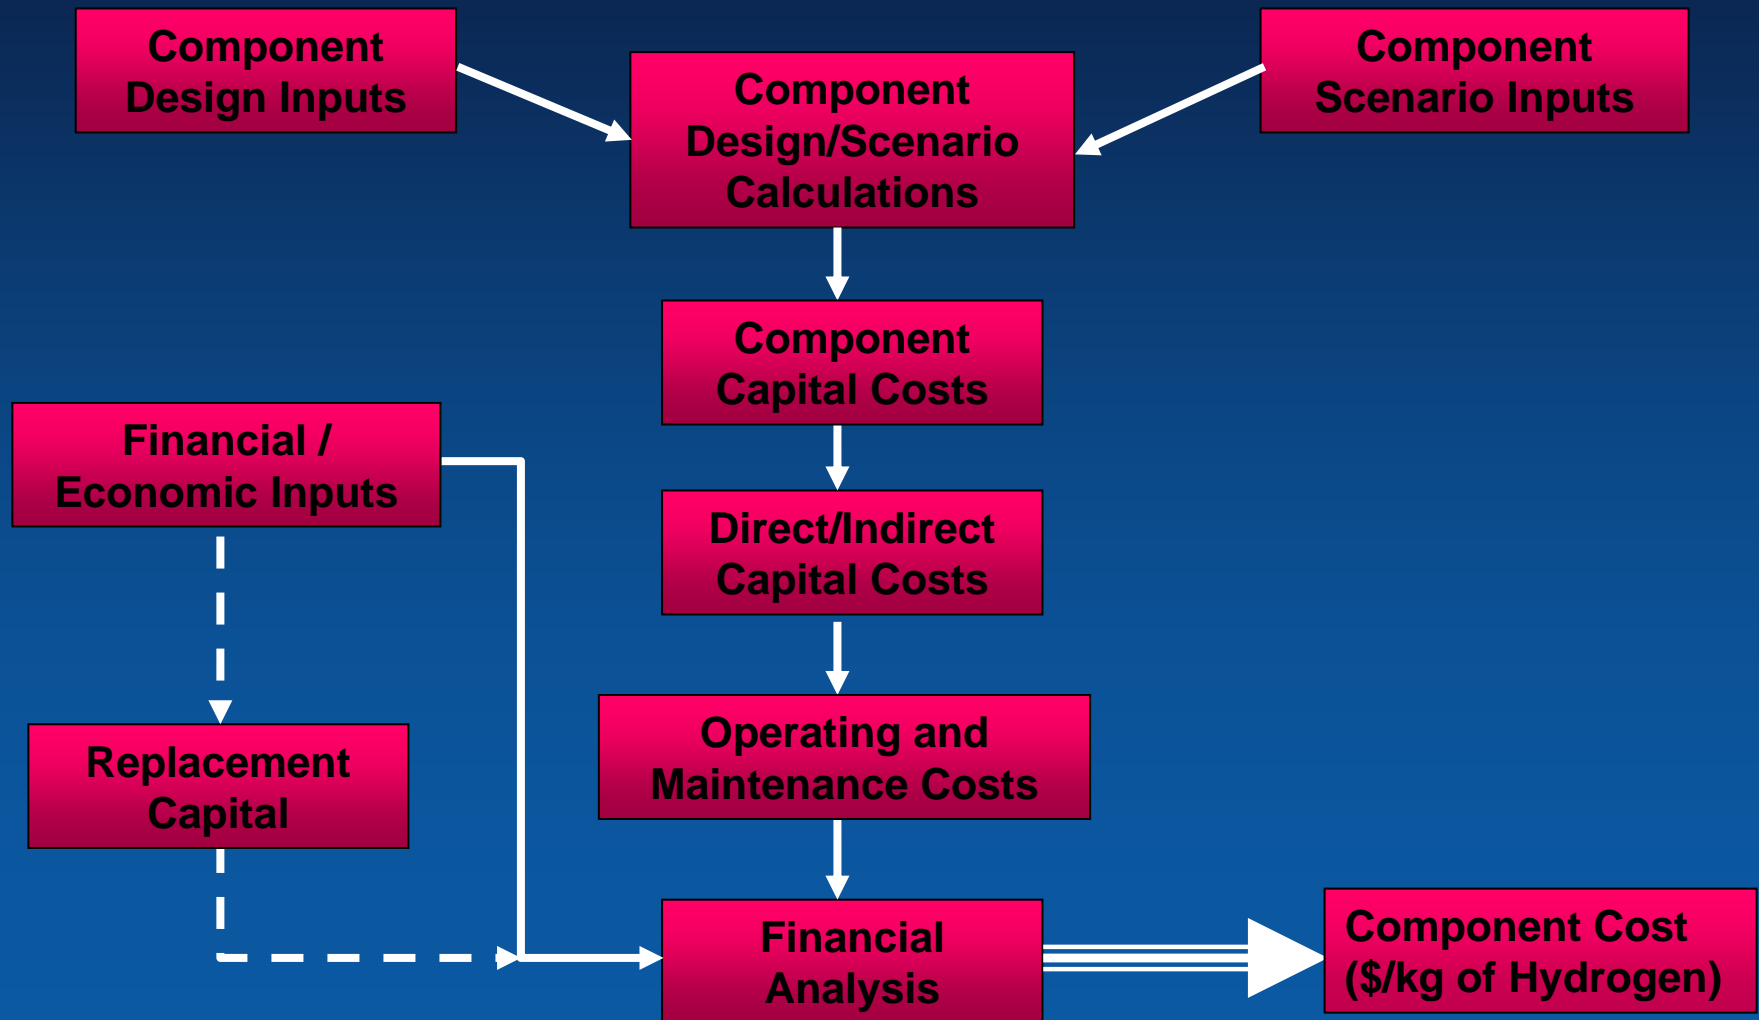 Component
Design Inputs
Component
Design/Scenario
Calculations
Component
Scenario Inputs
Component
Capital Costs
Financial /
Economic Inputs
Direct/Indirect
Capital Costs
Replacement
Capital
Operating and
Maintenance Costs
Financial
Analysis
Component Cost
($/kg of Hydrogen)